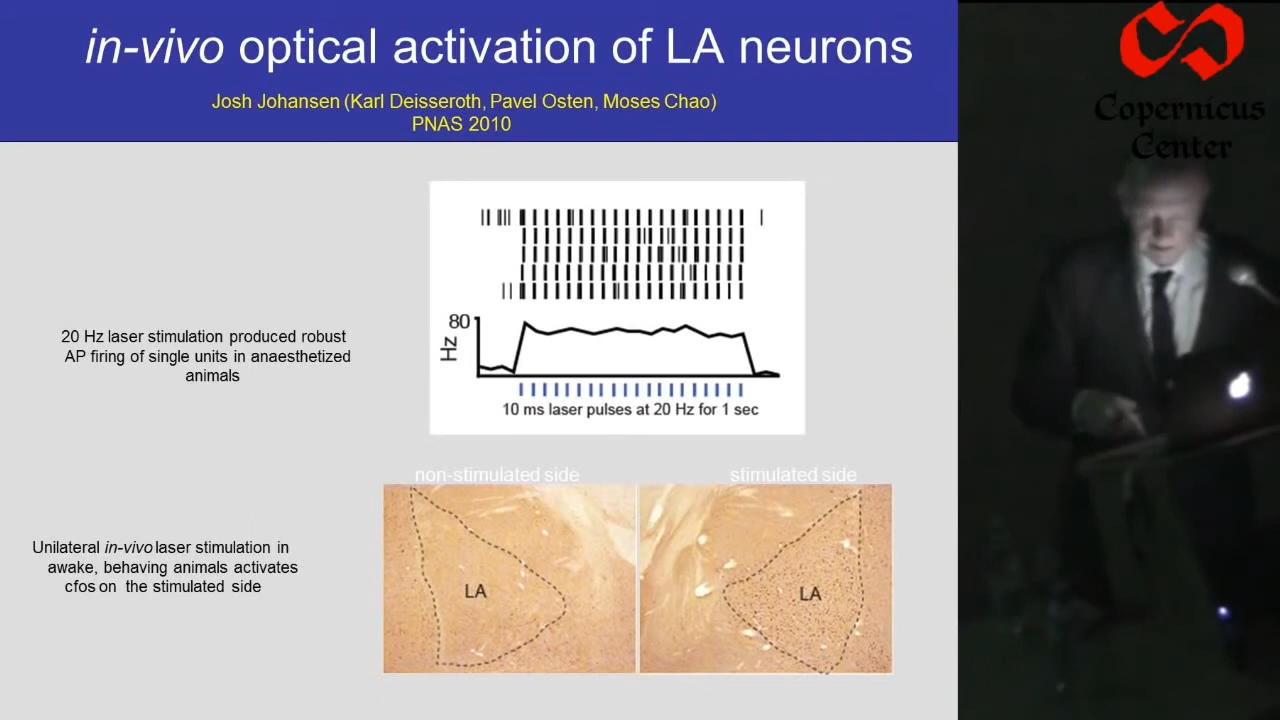 in-vivo optical activation of LA neurons
Josh Johansen (Karl Deisseroth, Pavel Osten, Moses Chao)
PNAS 2010
Copernicus
Center
80
Hz
10 ms laser pulses at 20 Hz for 1 sec
20 Hz laser stimulation produced robust
AP firing of single units in anaesthetized
animals
non-stimulated side
stimulated side
LA
LA
Unilateral in-vivo laser stimulation in
awake, behaving animals activates
cfos on the stimulated side